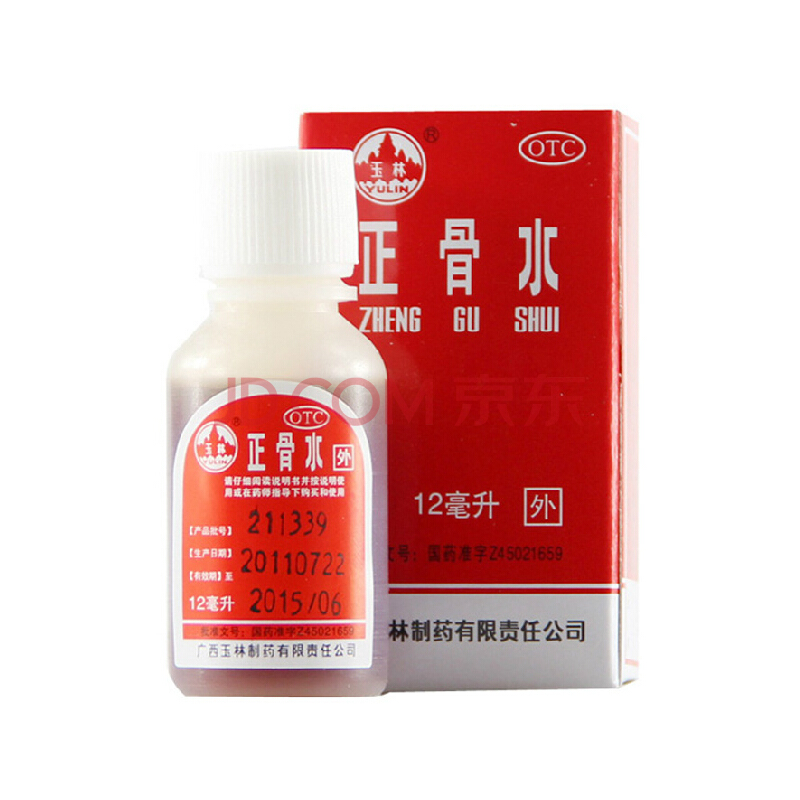 玉林
YULIN
®
OTC
正骨水
ZHENG GU SHUI
12毫升 外
文号：国药准字Z45021659
林制药有限责任公司
JD.COM 京东
玉林
YULIN
®
OTC
正骨水 外
请仔细阅读说明书并按说明使
用或在药师指导下购买和使用
【产品批号】 211339
【生产日期】 20110722
【有效期】至 2015/06
12毫升
批准文号：国药准字Z45021659
广西玉林制药有限责任公司